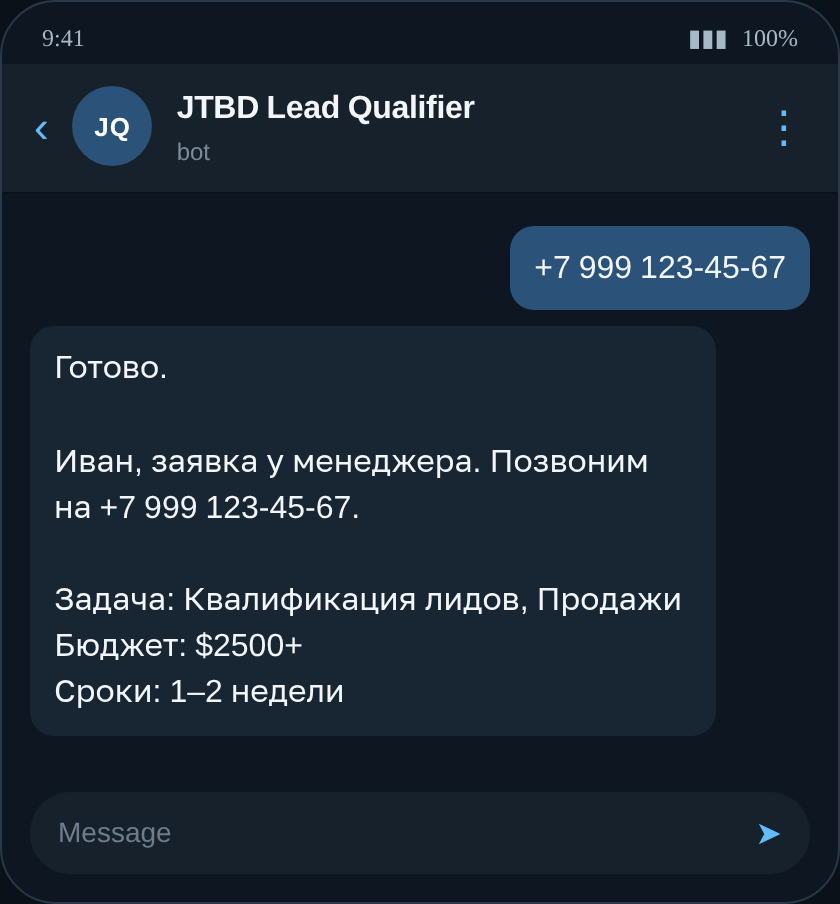 9:41 100%
JQ JTBD Lead Qualifier
bot
+7 999 123-45-67
Готово.
Иван, заявка у менеджера. Позвоним
на +7 999 123-45-67.
Задача: Квалификация лидов, Продажи
Бюджет: $2500+
Сроки: 1–2 недели
Message